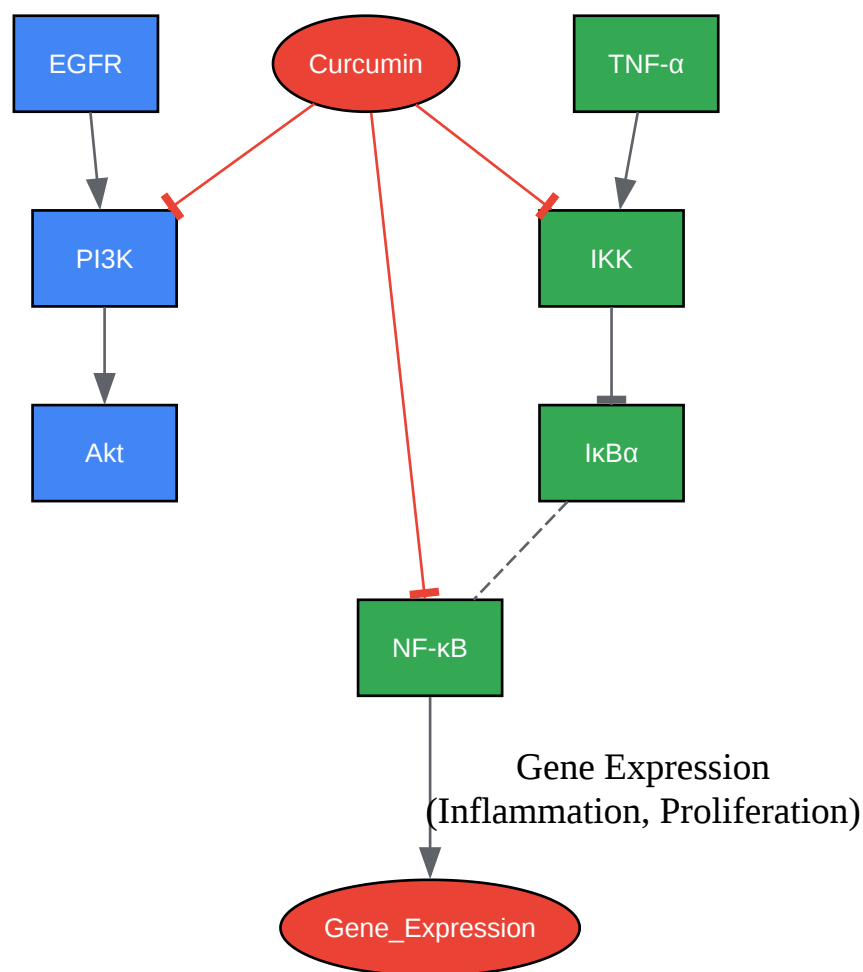 EGFR
Curcumin
TNF-α
PI3K
IKK
Akt
IκBα
NF-κB
Gene Expression
(Inflammation, Proliferation)
Gene_Expression